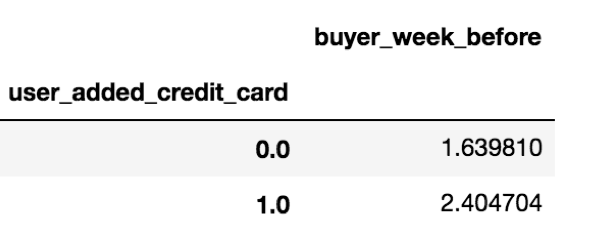 buyer_week_before
user_added_credit_card
0.0 1.639810
1.0 2.404704